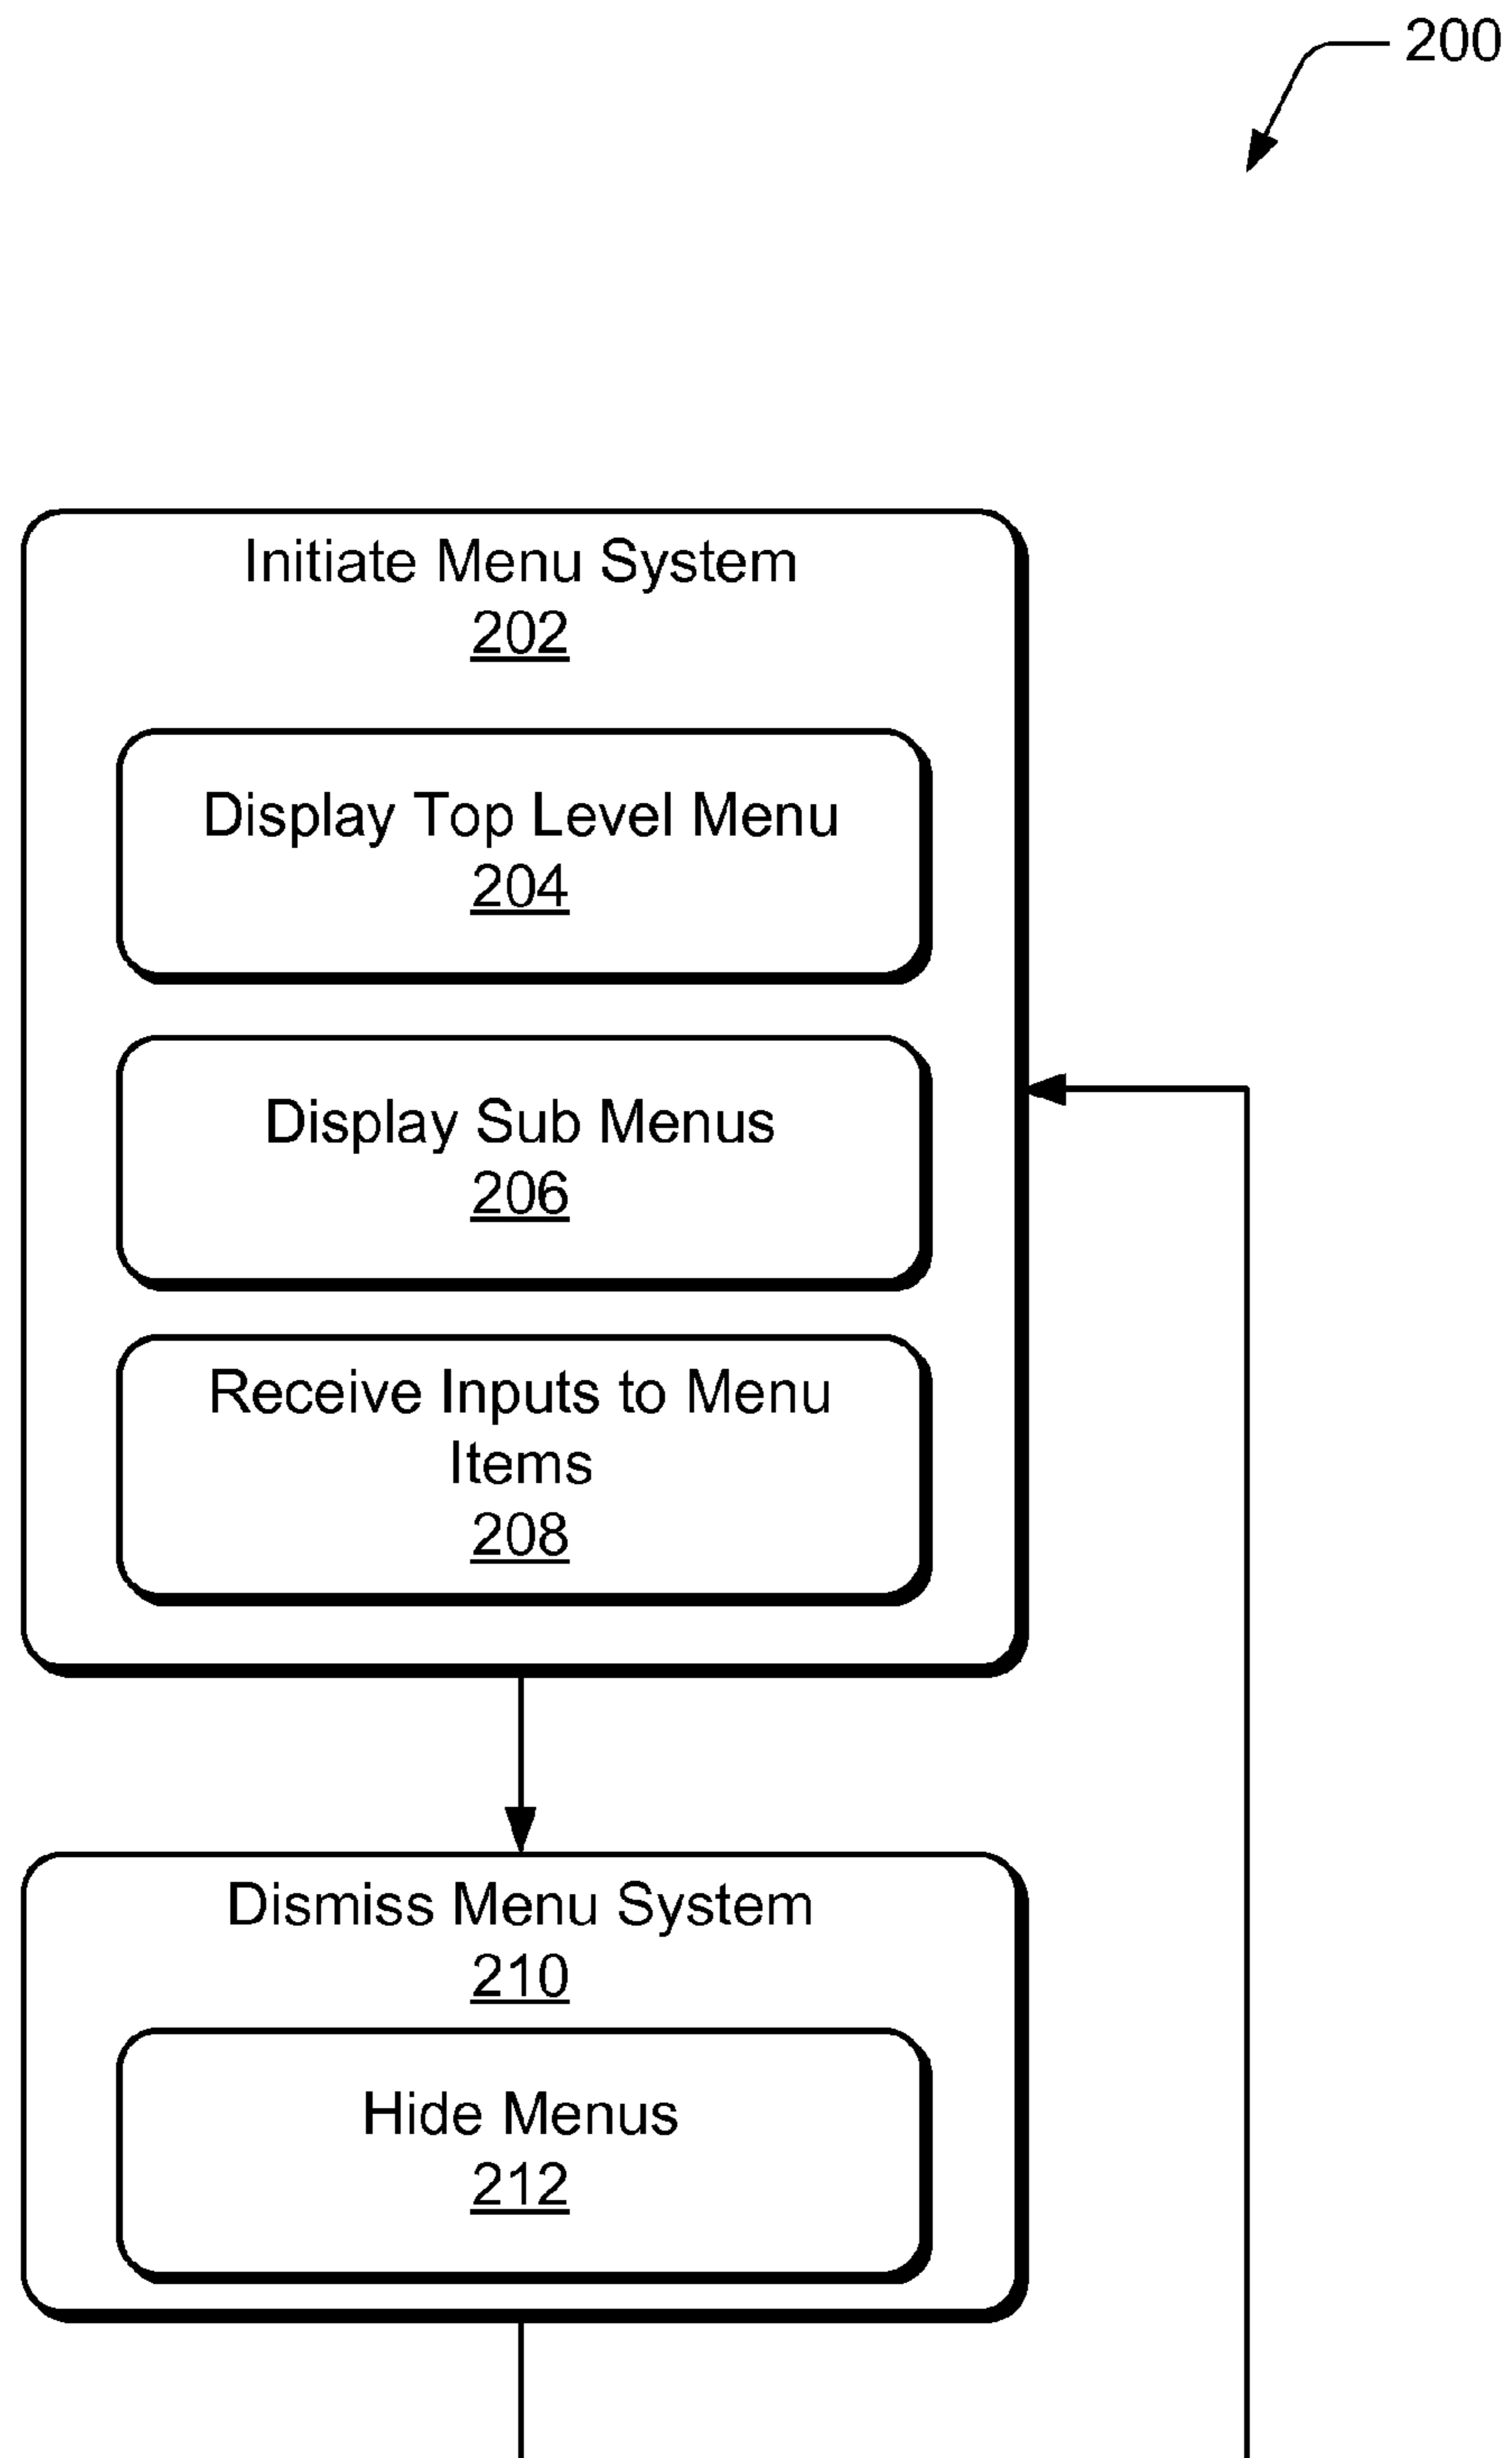 200
Initiate Menu System
202
Display Top Level Menu
204
Display Sub Menus
206
Receive Inputs to Menu
Items
208
Dismiss Menu System
210
Hide Menus
212